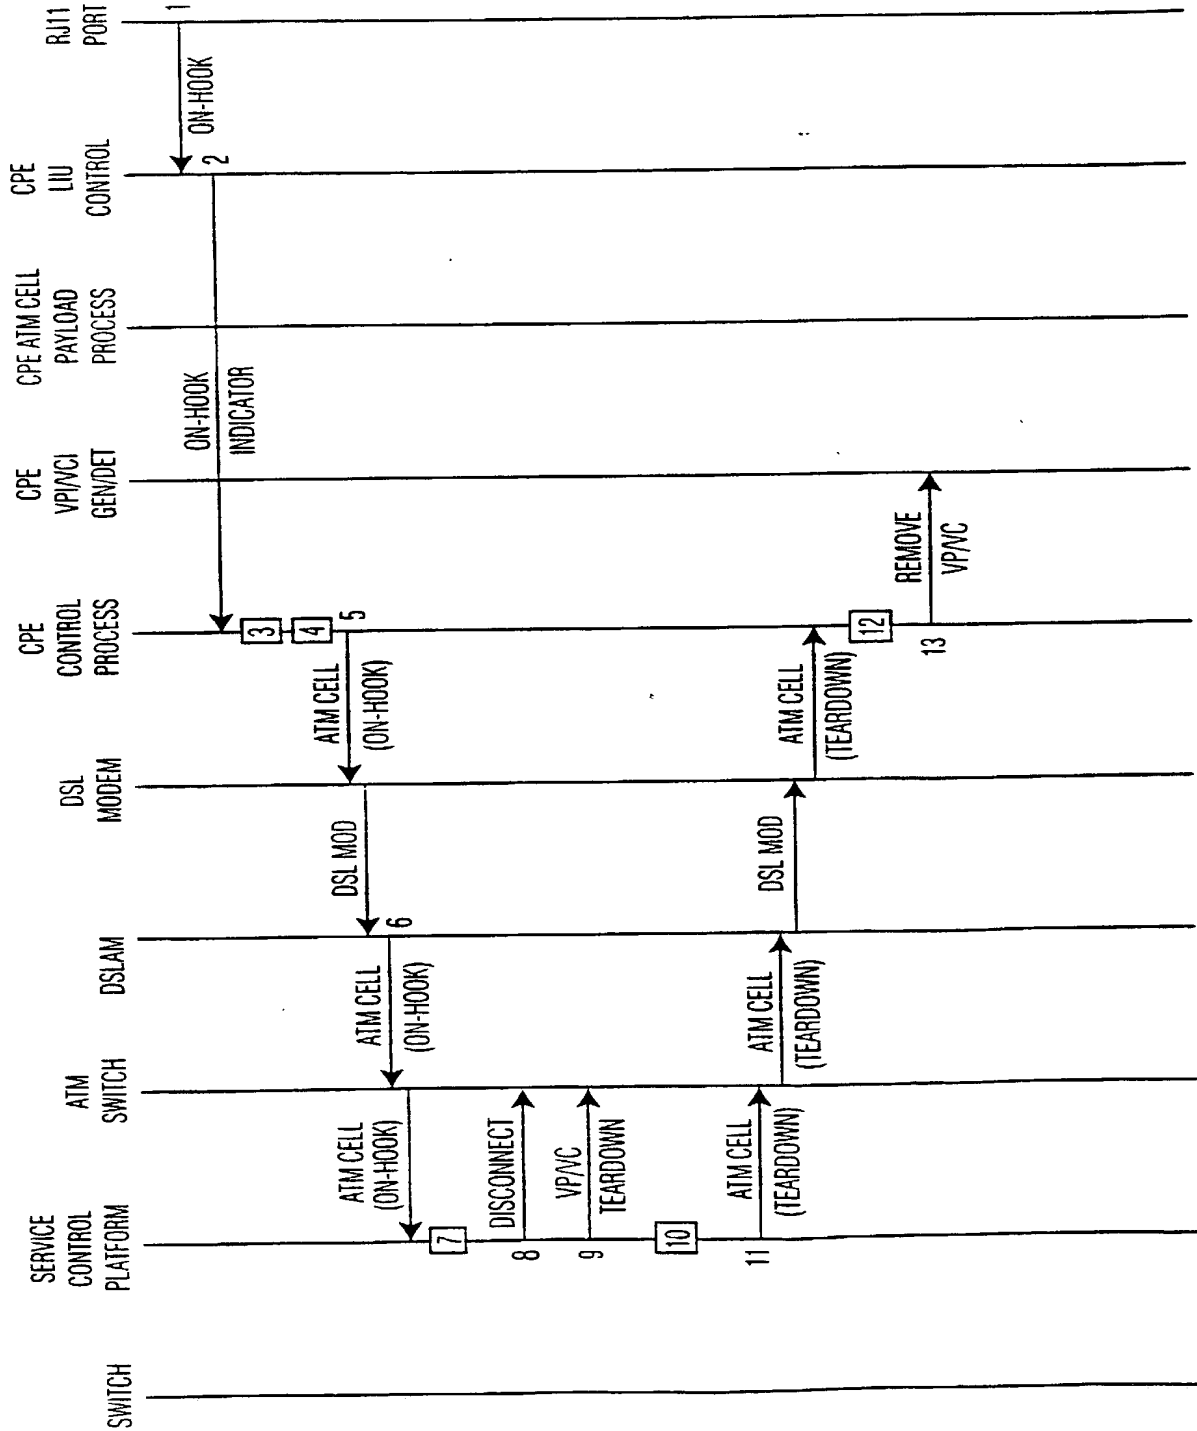 SWITCH
SERVICE
CONTROL
PLATFORM
ATM
SWITCH
DSLAM
DSL
MODEM
CPE
CONTROL
PROCESS
CPE
VPI/VCI
GEN/DET
CPE ATM CELL
PAYLOAD
PROCESS
CPE
LIU
CONTROL
RJ11
PORT
1
ON-HOOK
2
ON-HOOK
INDICATOR
3
4
5
ATM CELL
(ON-HOOK)
DSL MOD
6
ATM CELL
(ON-HOOK)
ATM CELL
(ON-HOOK)
7
DISCONNECT
8
VP/VC
TEARDOWN
9
10
ATM CELL
(TEARDOWN)
11
ATM CELL
(TEARDOWN)
DSL MOD
ATM CELL
(TEARDOWN)
12
REMOVE
VP/VC
13